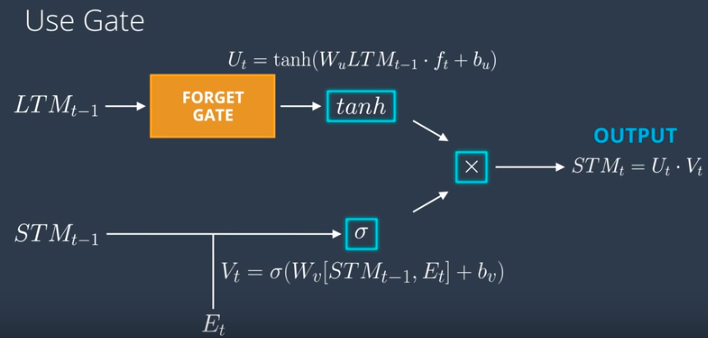 Use Gate
U_t = tanh(W_u LTM_{t-1} · f_t + b_u)
LTM_{t-1}
FORGET
GATE
tanh
×
OUTPUT
STM_t = U_t · V_t
STM_{t-1}
σ
V_t = σ(W_v[STM_{t-1}, E_t] + b_v)
E_t